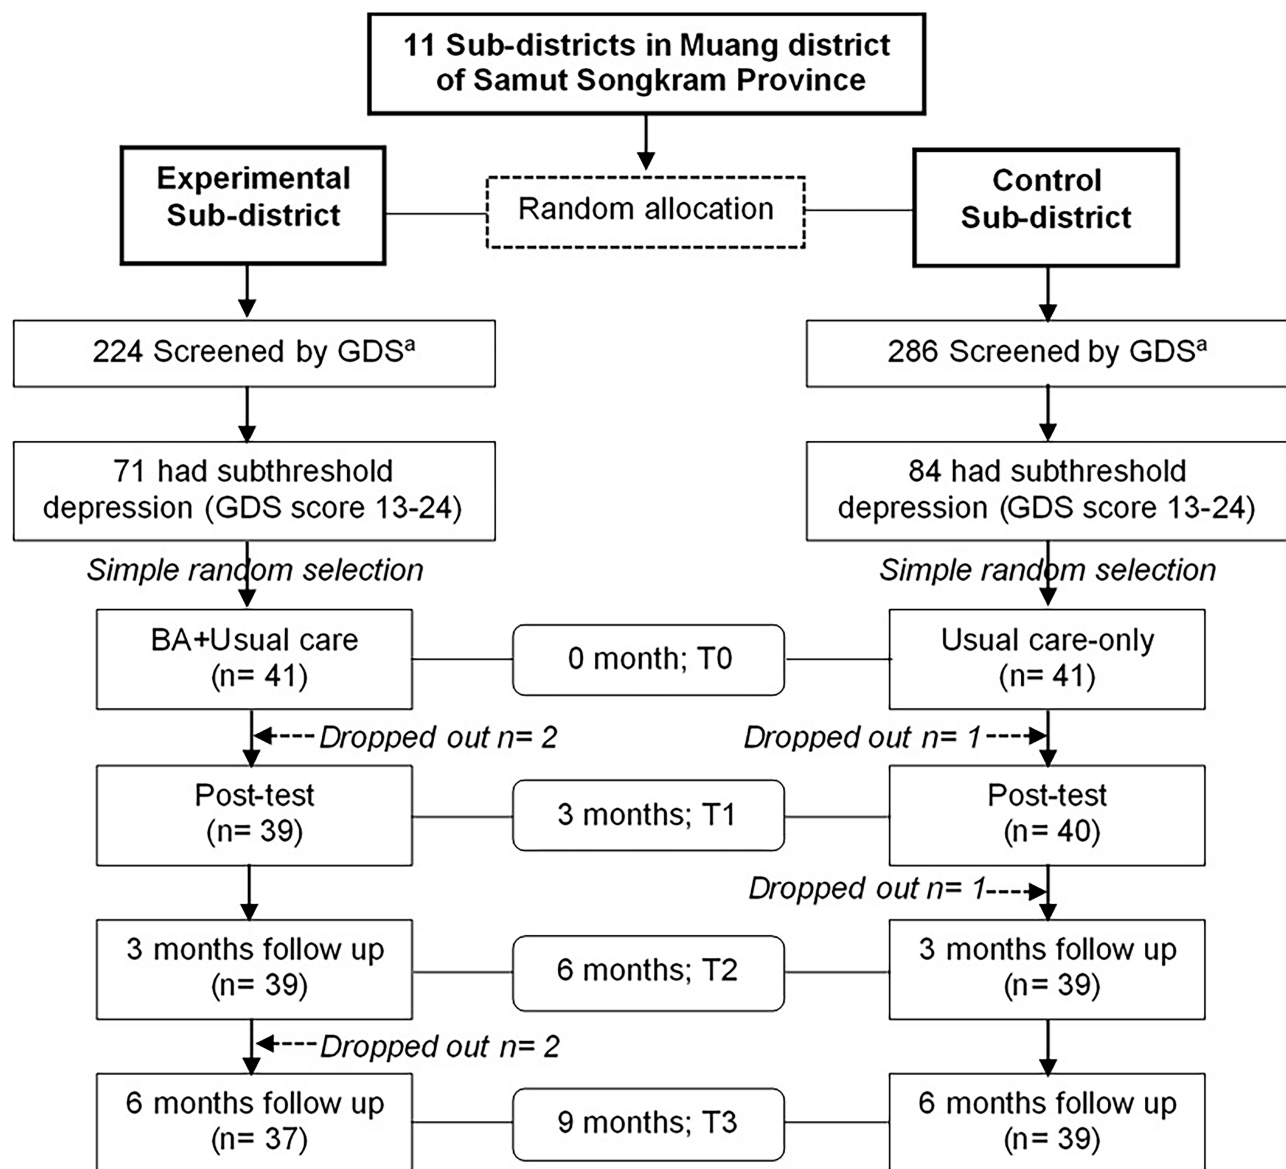 11 Sub-districts in Muang district
of Samut Songkram Province
Experimental
Sub-district
Random allocation
Control
Sub-district
224 Screened by GDSᵃ
286 Screened by GDSᵃ
71 had subthreshold
depression (GDS score 13-24)
84 had subthreshold
depression (GDS score 13-24)
Simple random selection
Simple random selection
BA+Usual care
(n= 41)
0 month; T0
Usual care-only
(n= 41)
Dropped out n= 2
Dropped out n= 1
Post-test
(n= 39)
3 months; T1
Post-test
(n= 40)
Dropped out n= 1
3 months follow up
(n= 39)
6 months; T2
3 months follow up
(n= 39)
Dropped out n= 2
6 months follow up
(n= 37)
9 months; T3
6 months follow up
(n= 39)